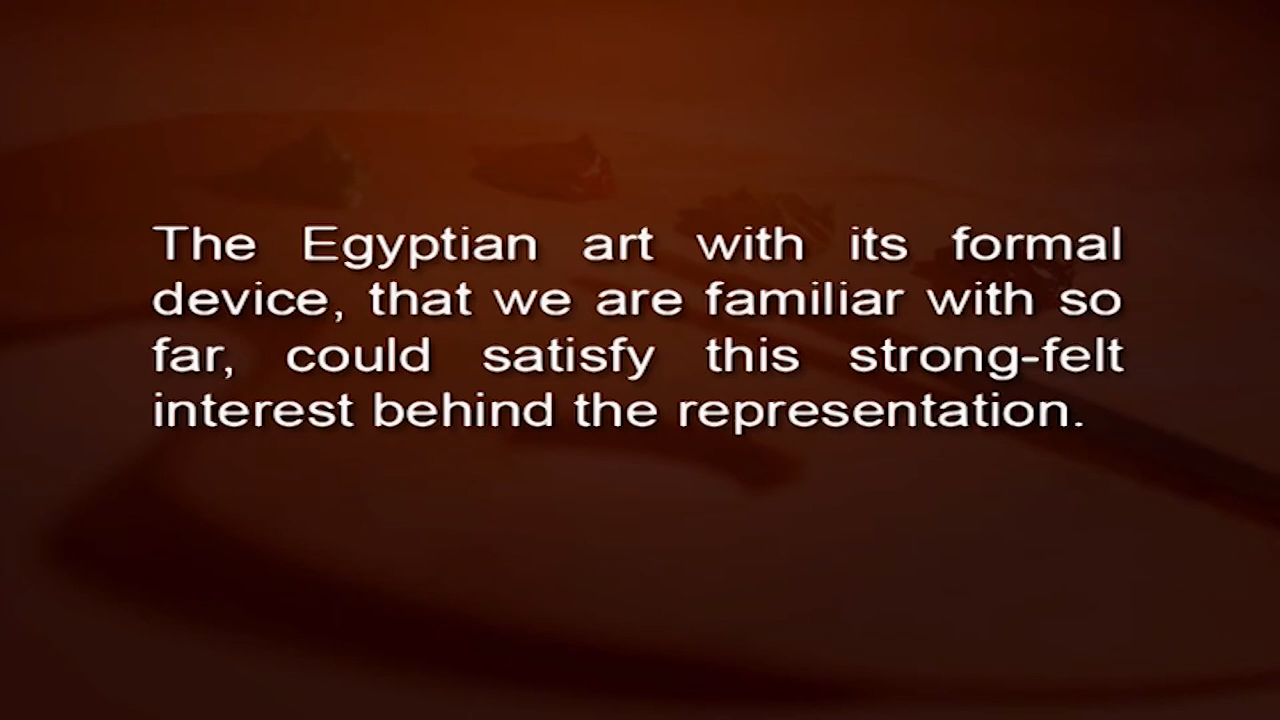 The Egyptian art with its formal
device, that we are familiar with so
far, could satisfy this strong-felt
interest behind the representation.